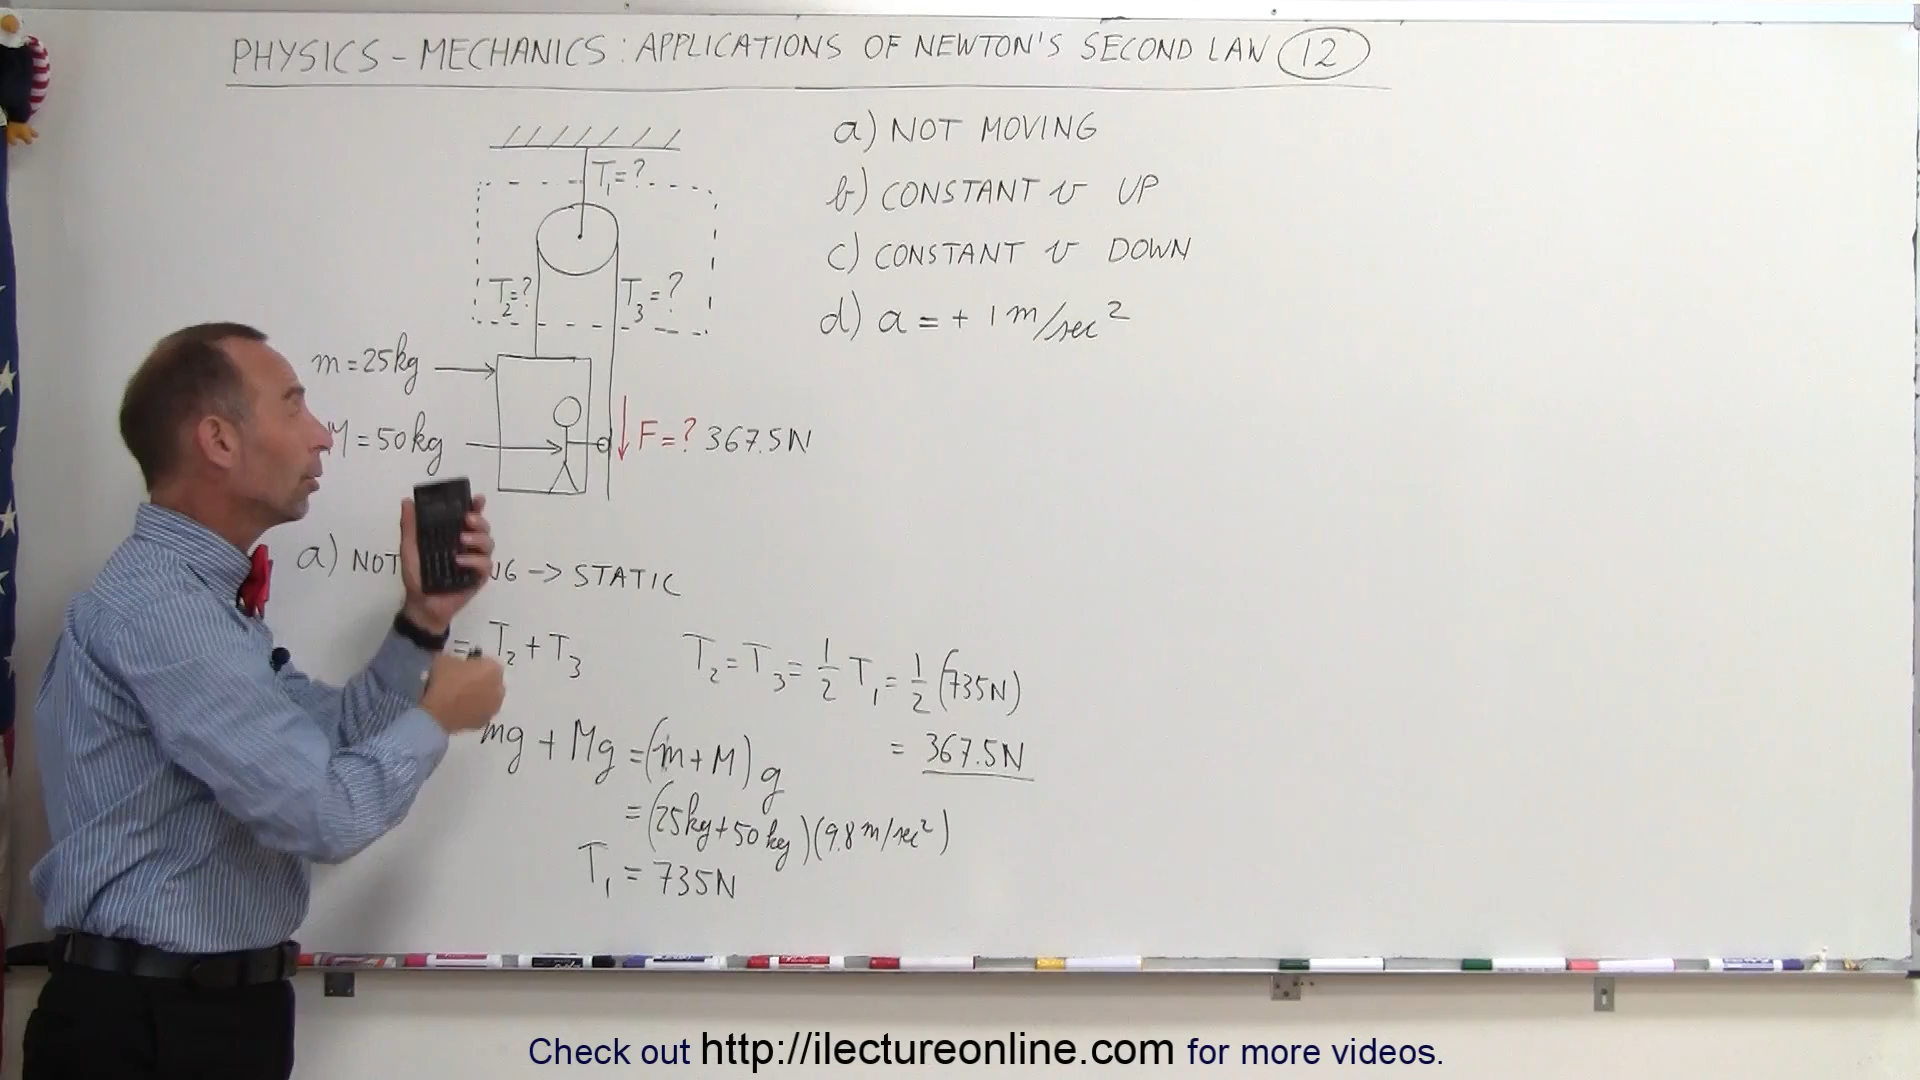 PHYSICS - MECHANICS: APPLICATIONS OF NEWTON'S SECOND LAW 12
T₁=?
T₂=?
T₃=?
m=25kg
M=50kg
F=? 367.5N
a) NOT MOVING
b) CONSTANT v UP
c) CONSTANT v DOWN
d) a = + 1 m/sec²
a) NOT -> STATIC
= T₂ + T₃
T₂ = T₃ = 1/2 T₁ = 1/2 (735N)
= 367.5N
mg + Mg = (m+M)g
= (25kg+50kg)(9.8 m/sec²)
T₁ = 735N
Check out http://ilectureonline.com for more videos.